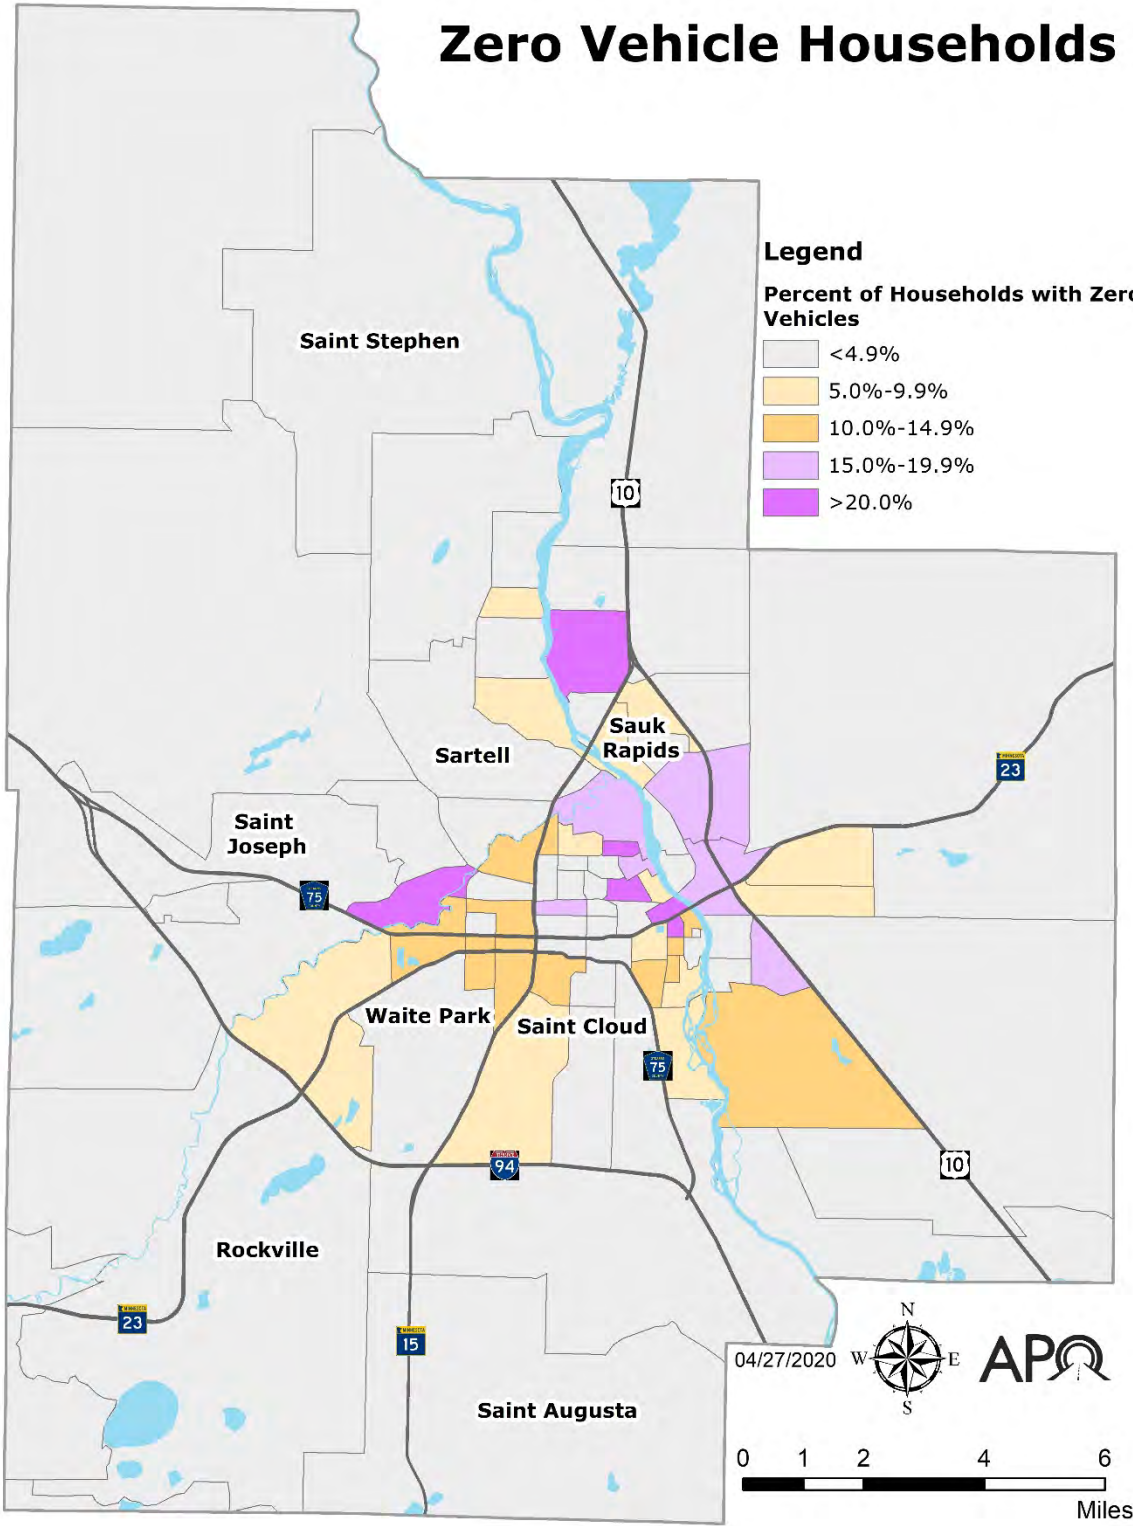 Zero Vehicle Households
Legend
Percent of Households with Zero
Vehicles
<4.9%
5.0%-9.9%
10.0%-14.9%
15.0%-19.9%
>20.0%
Saint Stephen
10
Sauk
Rapids
Sartell
23
Saint
Joseph
75
Waite Park
Saint Cloud
75
94
10
Rockville
23
15
Saint Augusta
04/27/2020
N
W
E
S
APO
0 1 2 4 6
Miles